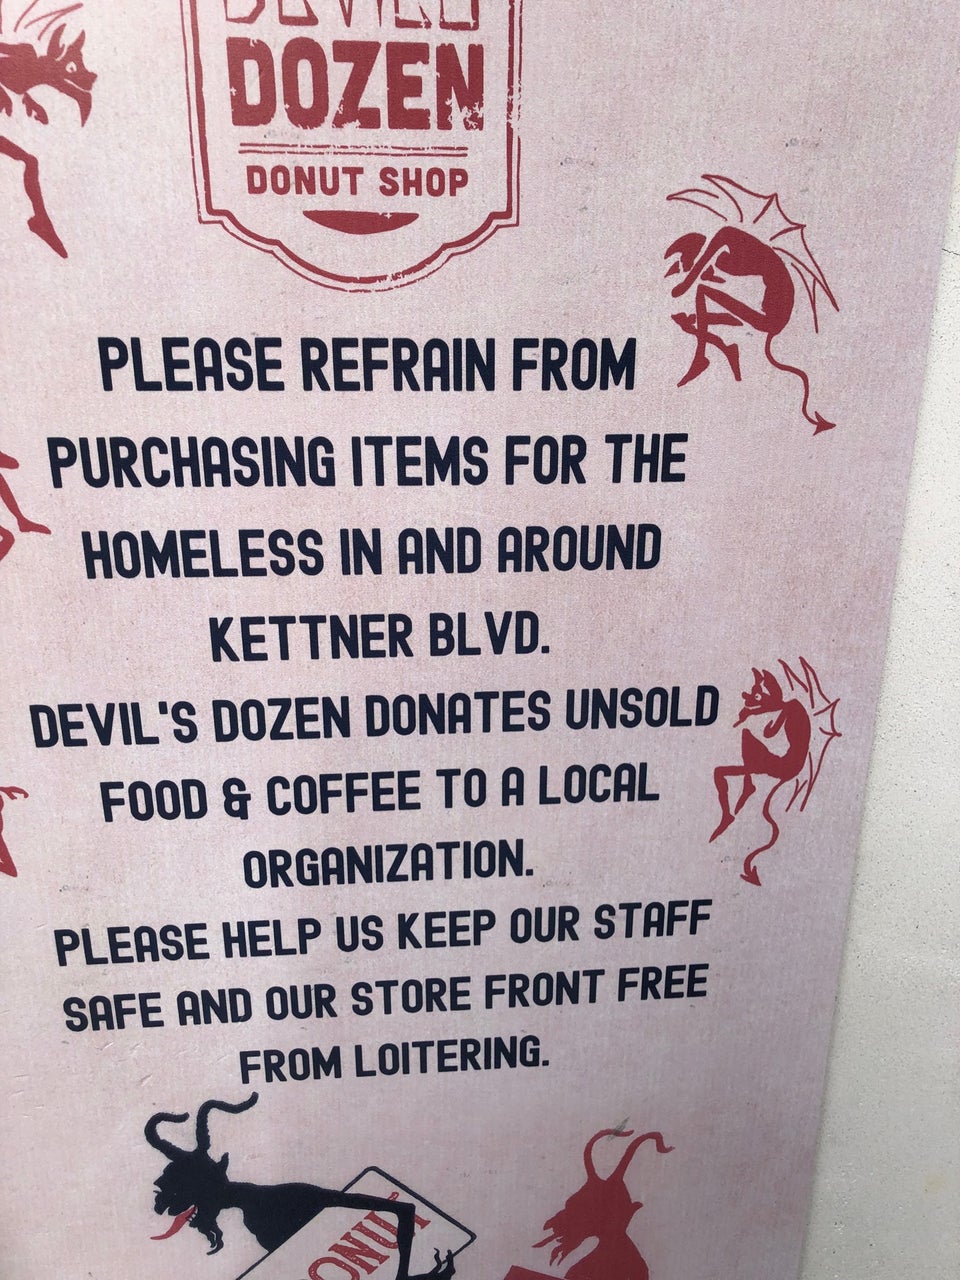 DEVIL'S
DOZEN
DONUT SHOP
PLEASE REFRAIN FROM
PURCHASING ITEMS FOR THE
HOMELESS IN AND AROUND
KETTNER BLVD.
DEVIL'S DOZEN DONATES UNSOLD
FOOD & COFFEE TO A LOCAL
ORGANIZATION.
PLEASE HELP US KEEP OUR STAFF
SAFE AND OUR STORE FRONT FREE
FROM LOITERING.
DONUT